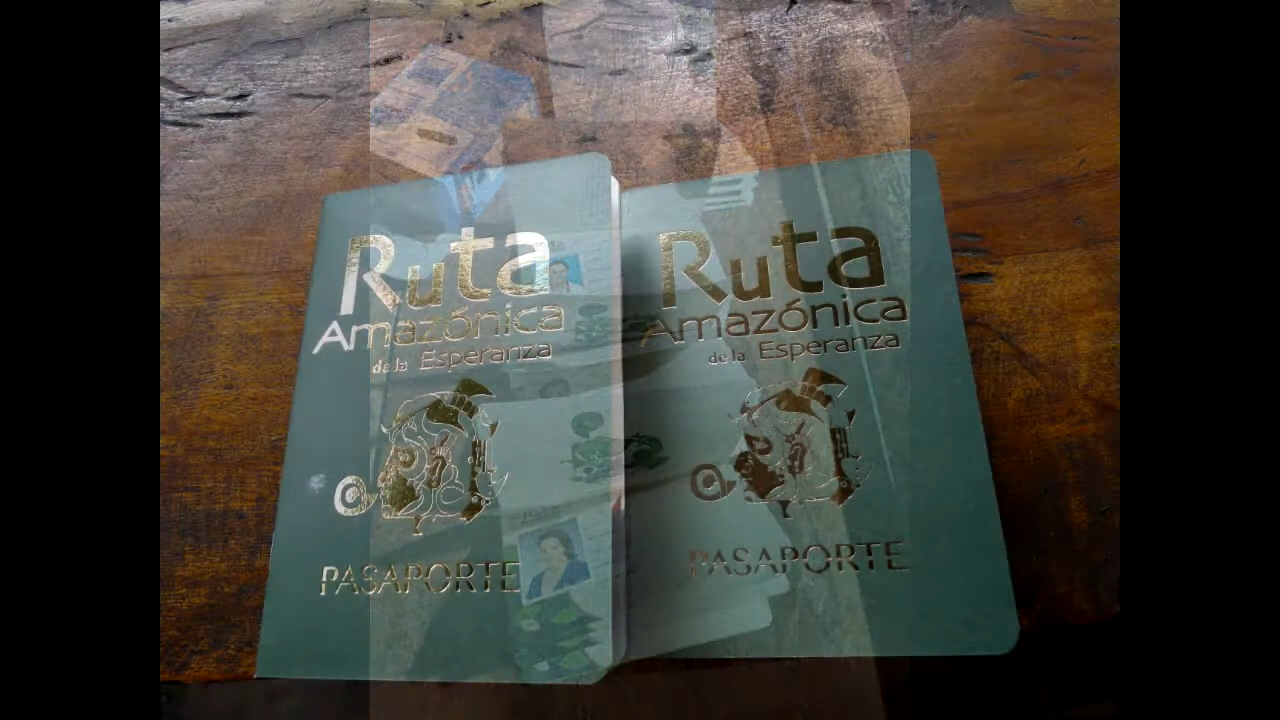 Ruta
Amazónica
de la Esperanza
PASAPORTE
Ruta
Amazónica
de la Esperanza
PASAPORTE